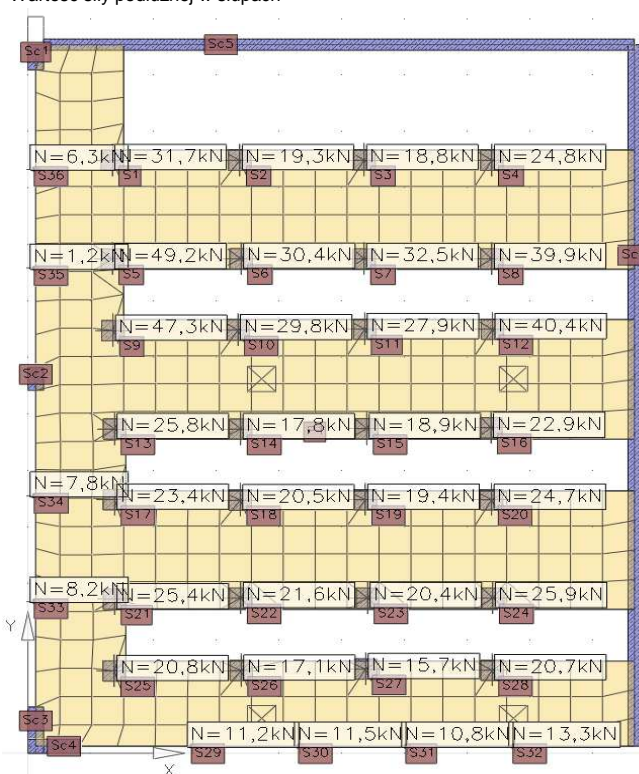 Sc1 Sc5
N=6,3kN N=31,7kN N=19,3kN N=18,8kN N=24,8kN
S36 S1 S2 S3 S4
N=1,2kN N=49,2kN N=30,4kN N=32,5kN N=39,9kN Sc
S35 S5 S6 S7 S8
N=47,3kN N=29,8kN N=27,9kN N=40,4kN
S9 S10 S11 S12
Sc2
N=25,8kN N=17,8kN N=18,9kN N=22,9kN
S13 S14 S15 S16
N=7,8kN N=23,4kN N=20,5kN N=19,4kN N=24,7kN
S34 S17 S18 S19 S20
N=8,2kN N=25,4kN N=21,6kN N=20,4kN N=25,9kN
S33 S21 S22 S23 S24
Y
N=20,8kN N=17,1kN N=15,7kN N=20,7kN
S25 S26 S27 S28
Sc3
N=11,2kN N=11,5kN N=10,8kN N=13,3kN
Sc4 S29 S30 S31 S32
X